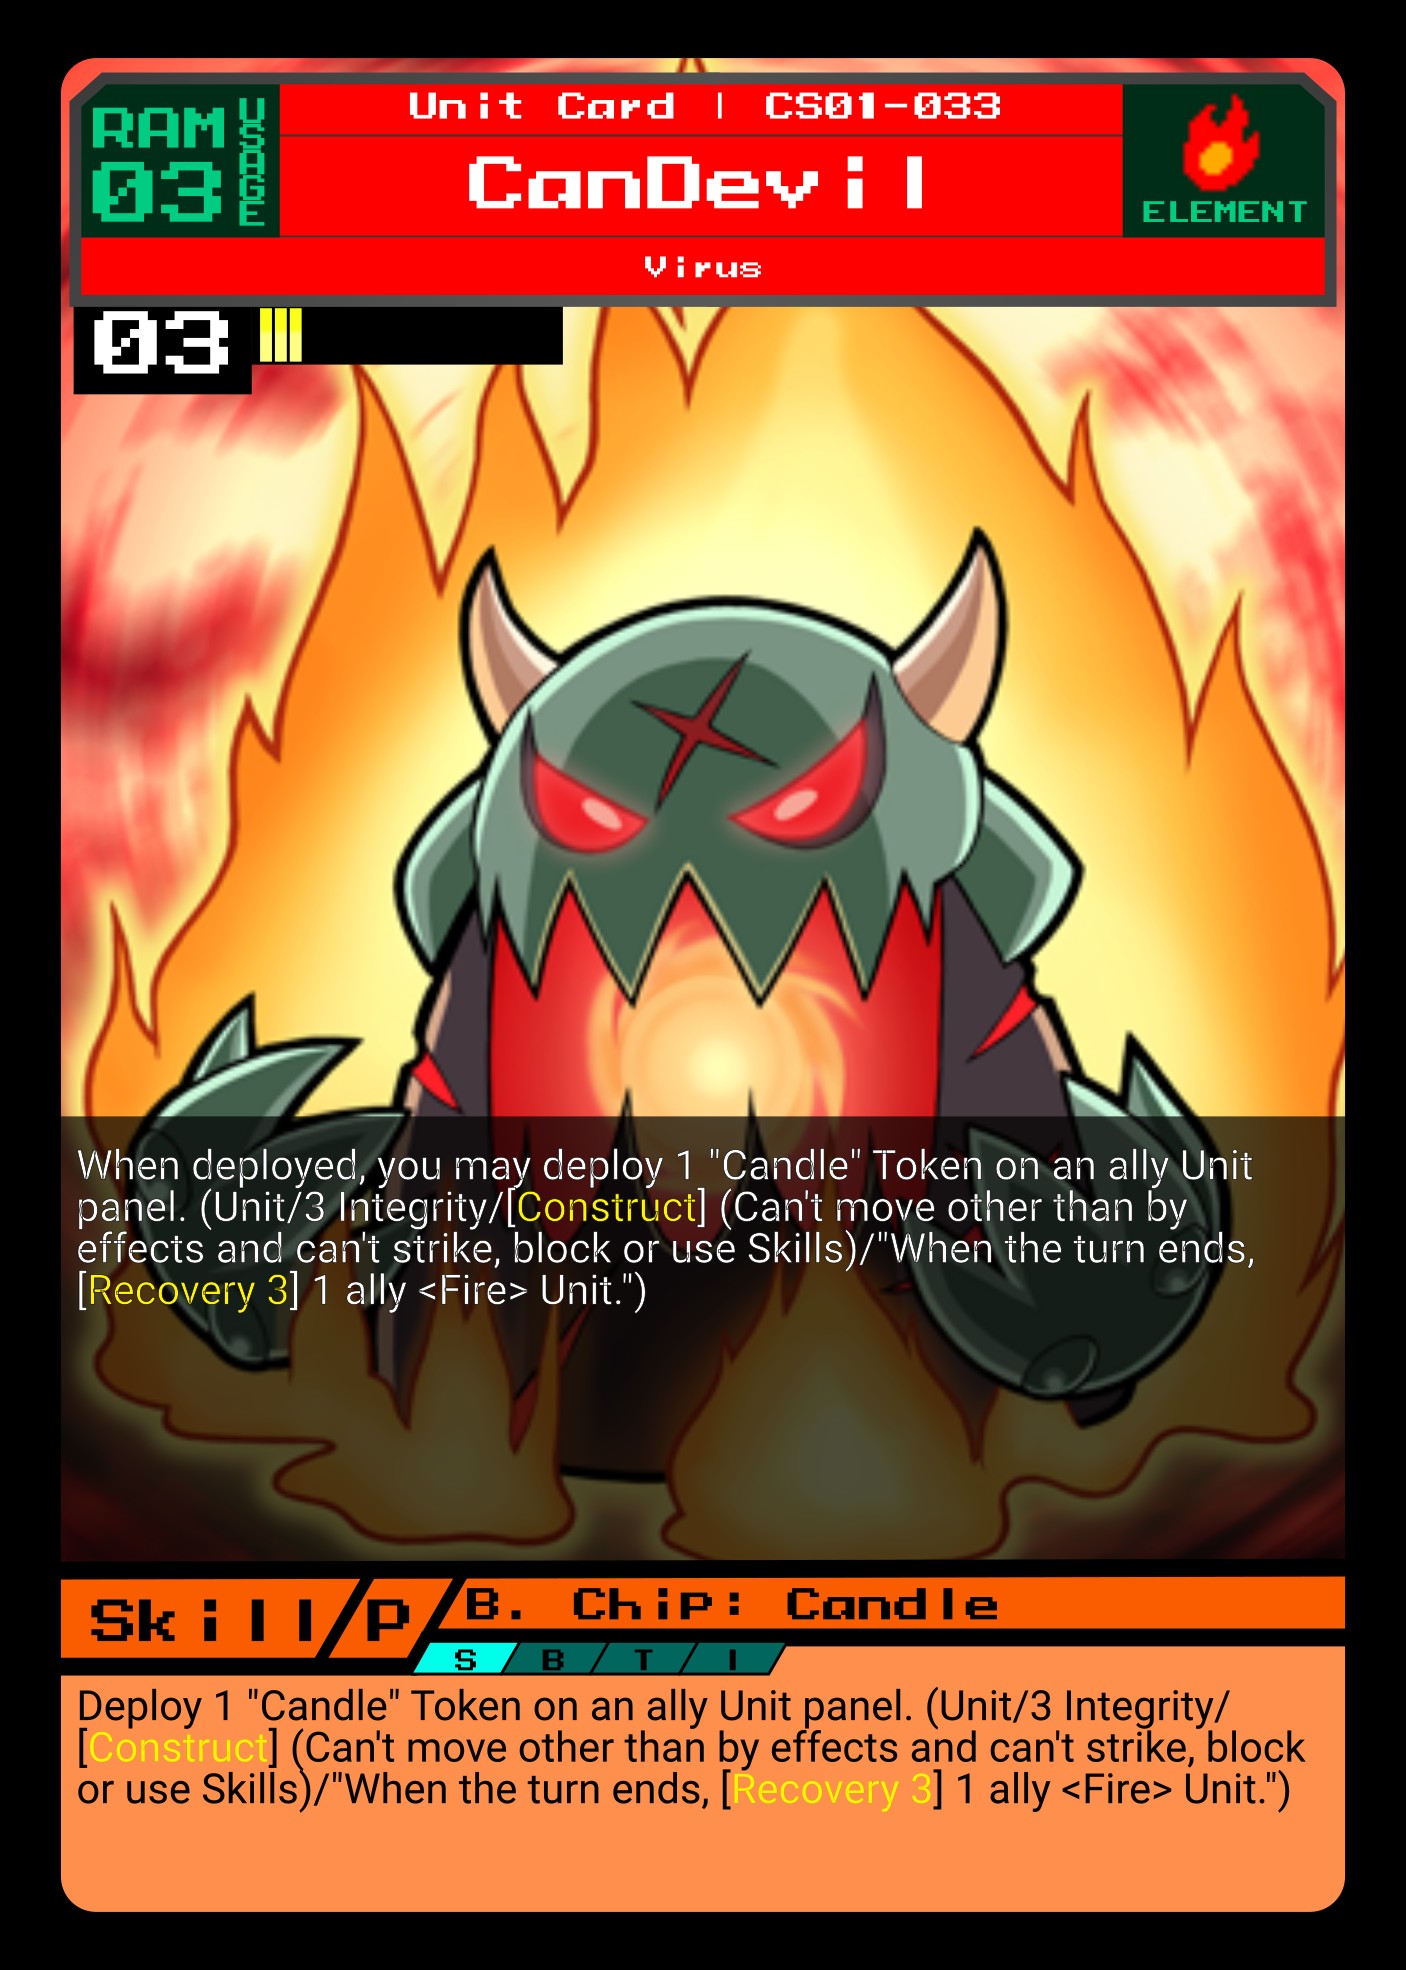 RAM
03
USAGE
Unit Card | CS01-033
CanDevil
ELEMENT
Virus
03
When deployed, you may deploy 1 "Candle" Token on an ally Unit
panel. (Unit/3 Integrity/[Construct] (Can't move other than by
effects and can't strike, block or use Skills)/"When the turn ends,
[Recovery 3] 1 ally <Fire> Unit.")
Skill/P/B. Chip: Candle
S B T I
Deploy 1 "Candle" Token on an ally Unit panel. (Unit/3 Integrity/
[Construct] (Can't move other than by effects and can't strike, block
or use Skills)/"When the turn ends, [Recovery 3] 1 ally <Fire> Unit.")